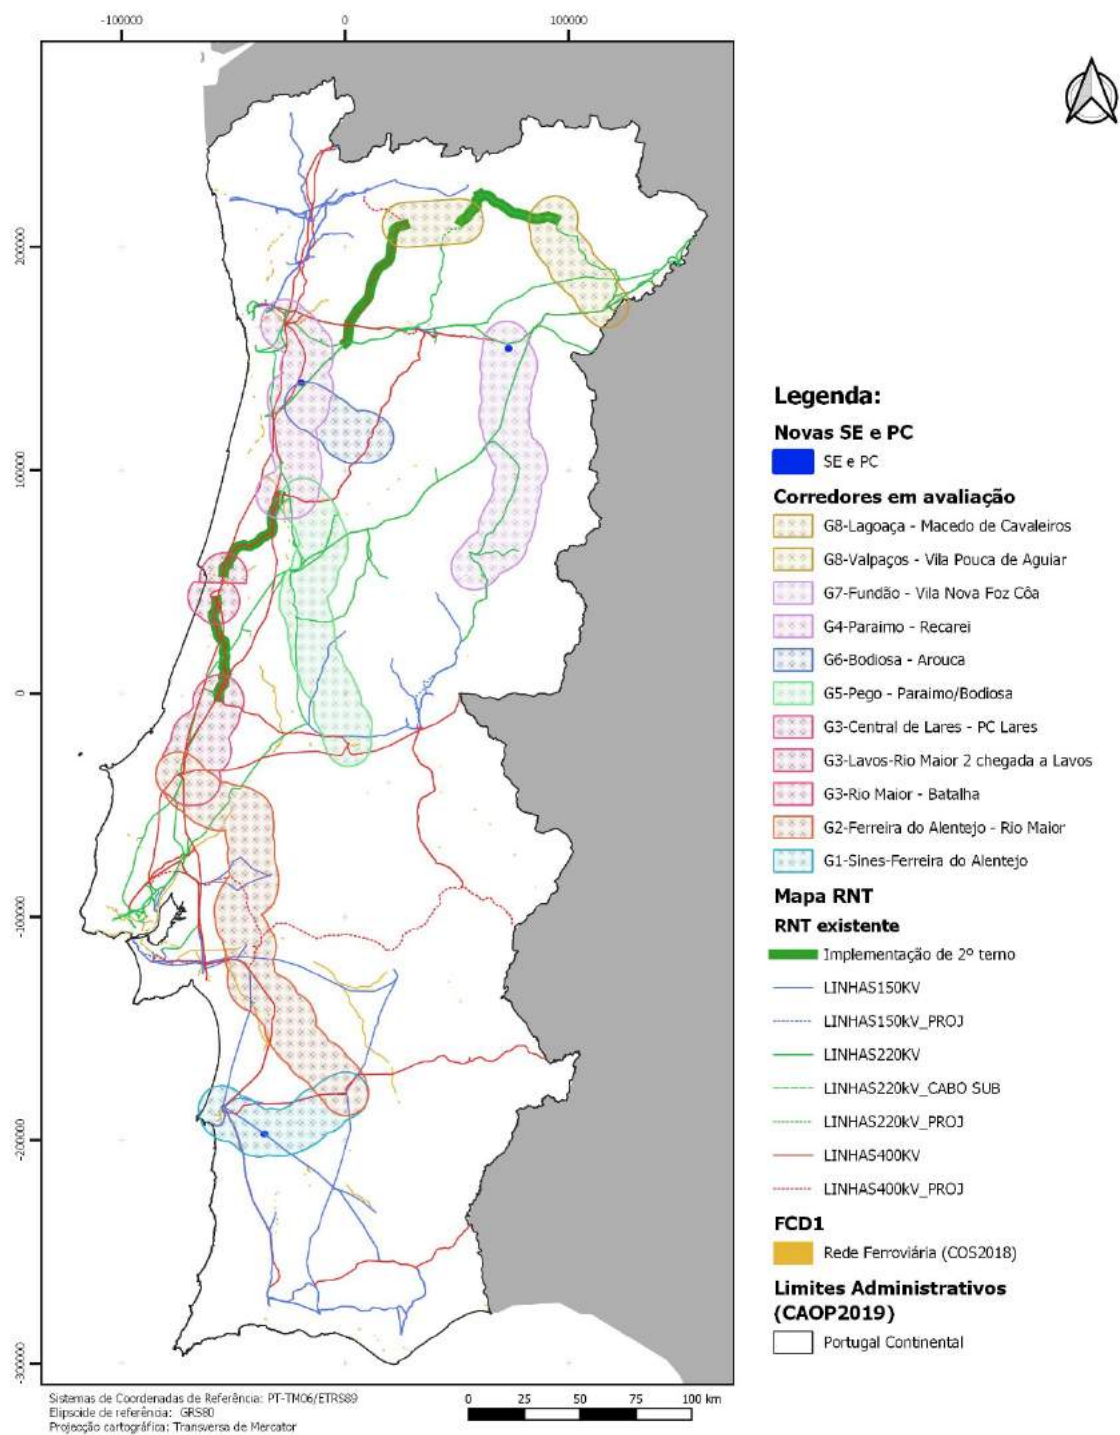 -100000
0
100000
200000
100000
0
-100000
-200000
-300000
Legenda:
Novas SE e PC
SE e PC
Corredores em avaliação
G8-Lagoaça - Macedo de Cavaleiros
G8-Valpaços - Vila Pouca de Aguiar
G7-Fundão - Vila Nova Foz Côa
G4-Paraimo - Recarei
G6-Bodiosa - Arouca
G5-Pego - Paraimo/Bodiosa
G3-Central de Lares - PC Lares
G3-Lavos-Rio Maior 2 chegada a Lavos
G3-Rio Maior - Batalha
G2-Ferreira do Alentejo - Rio Maior
G1-Sines-Ferreira do Alentejo
Mapa RNT
RNT existente
Implementação de 2º terno
LINHAS150KV
LINHAS150kV_PROJ
LINHAS220KV
LINHAS220kV_CABO SUB
LINHAS220kV_PROJ
LINHAS400KV
LINHAS400kV_PROJ
FCD1
Rede Ferroviária (COS2018)
Limites Administrativos
(CAOP2019)
Portugal Continental
Sistemas de Coordenadas de Referência: PT-TM06/ETRS89
Elipsoide de referência: GRS80
Projecção cartográfica: Transversa de Mercator
0 25 50 75 100 km